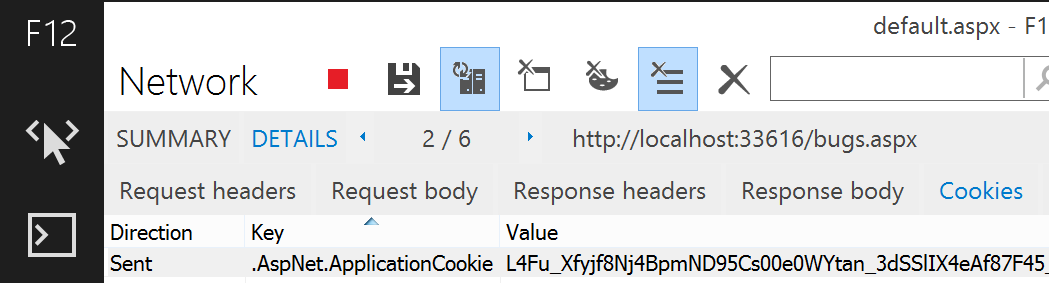 F12
default.aspx - F1
Network
SUMMARY DETAILS 2 / 6 http://localhost:33616/bugs.aspx
Request headers Request body Response headers Response body Cookies
Direction Key Value
Sent .AspNet.ApplicationCookie L4Fu_Xfyjf8Nj4BpmND95Cs00e0WYtan_3dSSlIX4eAf87F45_